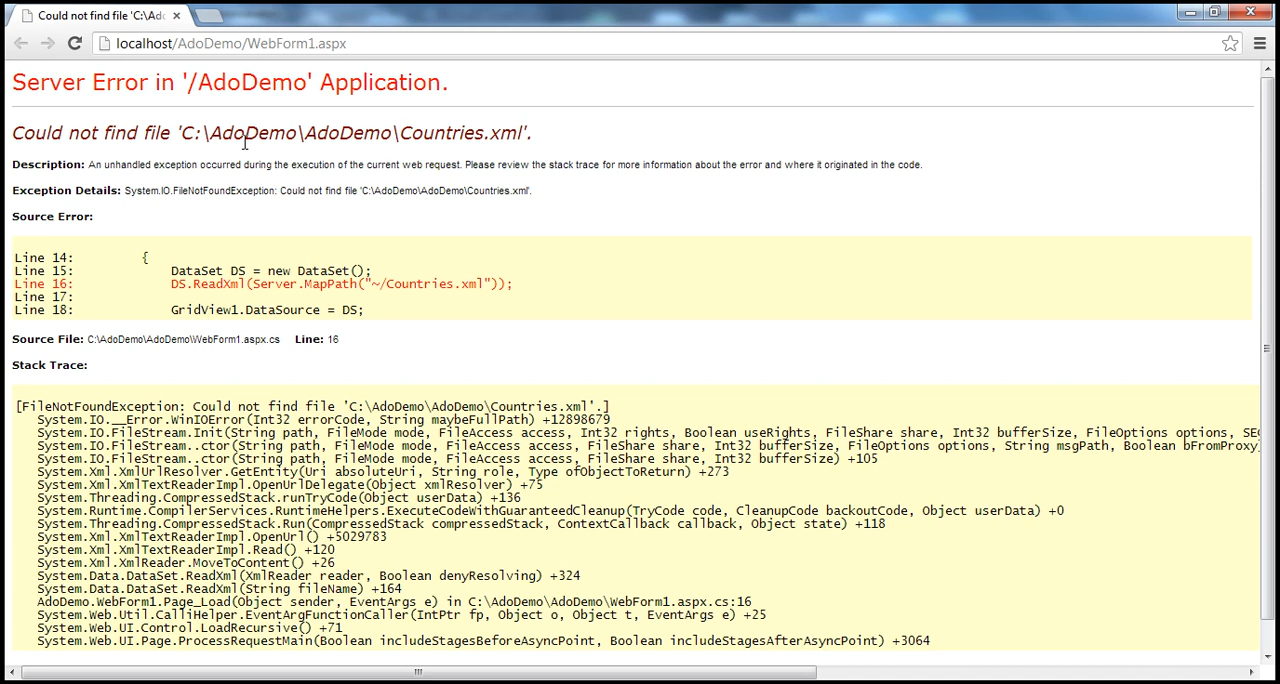 Could not find file 'C:\Ado
localhost/AdoDemo/WebForm1.aspx
Server Error in '/AdoDemo' Application.
Could not find file 'C:\AdoDemo\AdoDemo\Countries.xml'.
Description: An unhandled exception occurred during the execution of the current web request. Please review the stack trace for more information about the error and where it originated in the code.
Exception Details: System.IO.FileNotFoundException: Could not find file 'C:\AdoDemo\AdoDemo\Countries.xml'.
Source Error:
Line 14:         {
Line 15:             DataSet DS = new DataSet();
Line 16:             DS.ReadXml(Server.MapPath("~/Countries.xml"));
Line 17:
Line 18:             GridView1.DataSource = DS;
Source File: C:\AdoDemo\AdoDemo\WebForm1.aspx.cs    Line: 16
Stack Trace:
[FileNotFoundException: Could not find file 'C:\AdoDemo\AdoDemo\Countries.xml'.]
System.IO.__Error.WinIOError(Int32 errorCode, String maybeFullPath) +12898679
System.IO.FileStream.Init(String path, FileMode mode, FileAccess access, Int32 rights, Boolean useRights, FileShare share, Int32 bufferSize, FileOptions options, SE
System.IO.FileStream..ctor(String path, FileMode mode, FileAccess access, FileShare share, Int32 bufferSize, FileOptions options, String msgPath, Boolean bFromProxy
System.IO.FileStream..ctor(String path, FileMode mode, FileAccess access, FileShare share, Int32 bufferSize) +105
System.Xml.XmlUrlResolver.GetEntity(Uri absoluteUri, String role, Type ofObjectToReturn) +273
System.Xml.XmlTextReaderImpl.OpenUrlDelegate(Object xmlResolver) +75
System.Threading.CompressedStack.runTryCode(Object userData) +136
System.Runtime.CompilerServices.RuntimeHelpers.ExecuteCodeWithGuaranteedCleanup(TryCode code, CleanupCode backoutCode, Object userData) +0
System.Threading.CompressedStack.Run(CompressedStack compressedStack, ContextCallback callback, Object state) +118
System.Xml.XmlTextReaderImpl.OpenUrl() +5029783
System.Xml.XmlTextReaderImpl.Read() +120
System.Xml.XmlReader.MoveToContent() +26
System.Data.DataSet.ReadXml(XmlReader reader, Boolean denyResolving) +324
System.Data.DataSet.ReadXml(String fileName) +164
AdoDemo.WebForm1.Page_Load(Object sender, EventArgs e) in C:\AdoDemo\AdoDemo\WebForm1.aspx.cs:16
System.Web.Util.CalliHelper.EventArgFunctionCaller(IntPtr fp, Object o, Object t, EventArgs e) +25
System.Web.UI.Control.LoadRecursive() +71
System.Web.UI.Page.ProcessRequestMain(Boolean includeStagesBeforeAsyncPoint, Boolean includeStagesAfterAsyncPoint) +3064